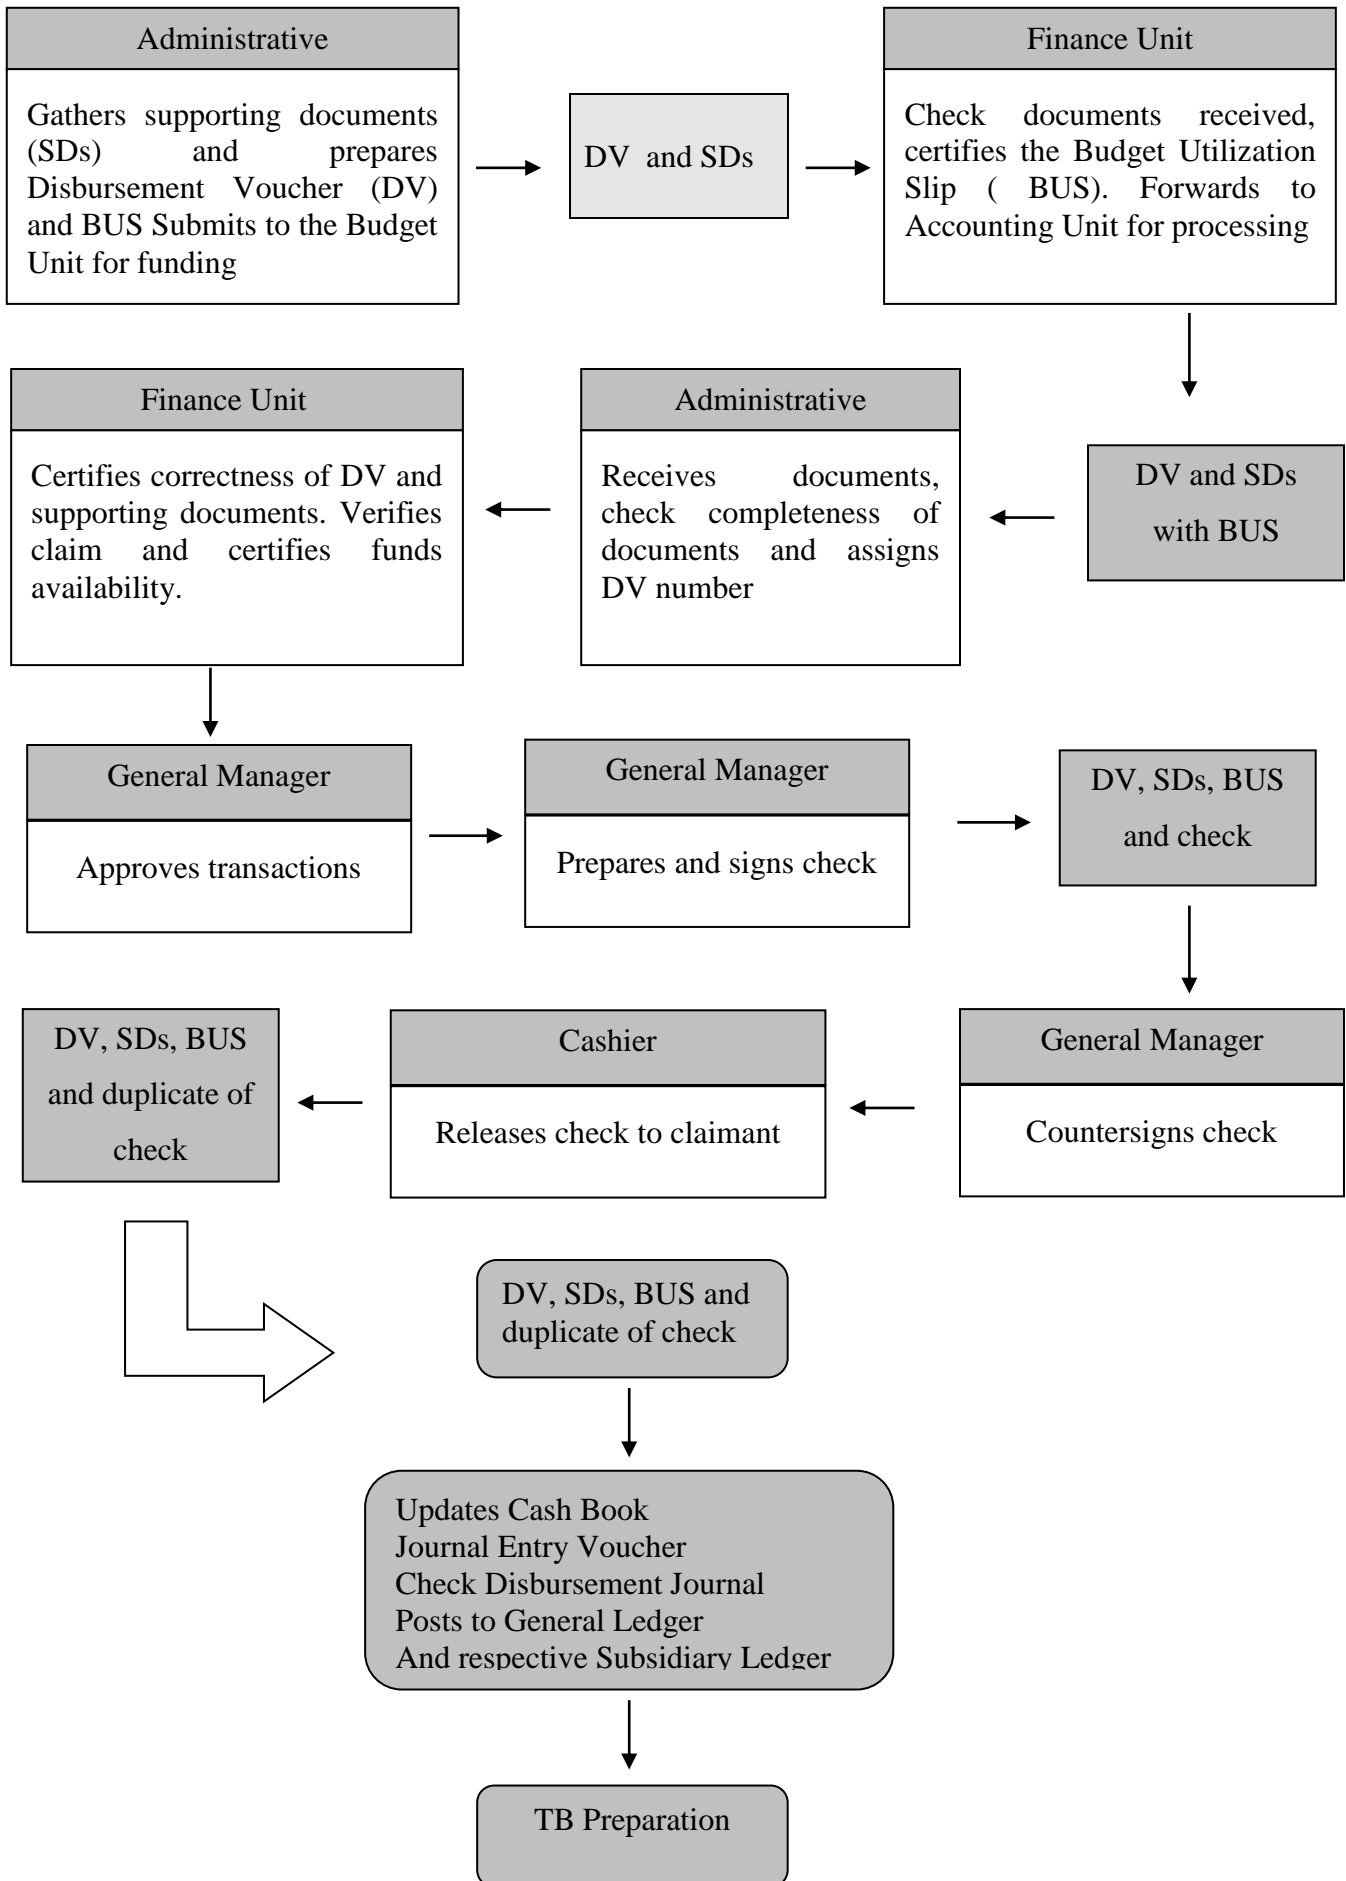 Administrative
Gathers supporting documents
(SDs) and prepares
Disbursement Voucher (DV)
and BUS Submits to the Budget
Unit for funding
DV and SDs
Finance Unit
Check documents received,
certifies the Budget Utilization
Slip ( BUS). Forwards to
Accounting Unit for processing
DV and SDs
with BUS
Administrative
Receives documents,
check completeness of
documents and assigns
DV number
Finance Unit
Certifies correctness of DV and
supporting documents. Verifies
claim and certifies funds
availability.
General Manager
Approves transactions
General Manager
Prepares and signs check
DV, SDs, BUS
and check
General Manager
Countersigns check
Cashier
Releases check to claimant
DV, SDs, BUS
and duplicate of
check
DV, SDs, BUS and
duplicate of check
Updates Cash Book
Journal Entry Voucher
Check Disbursement Journal
Posts to General Ledger
And respective Subsidiary Ledger
TB Preparation